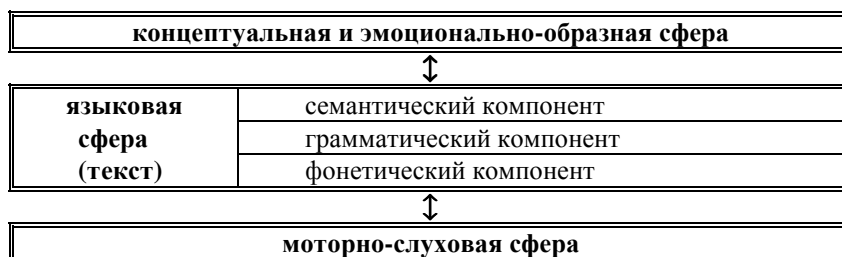 концептуальная и эмоционально-образная сфера
↕
языковая семантический компонент
сфера грамматический компонент
(текст) фонетический компонент
↕
моторно-слуховая сфера